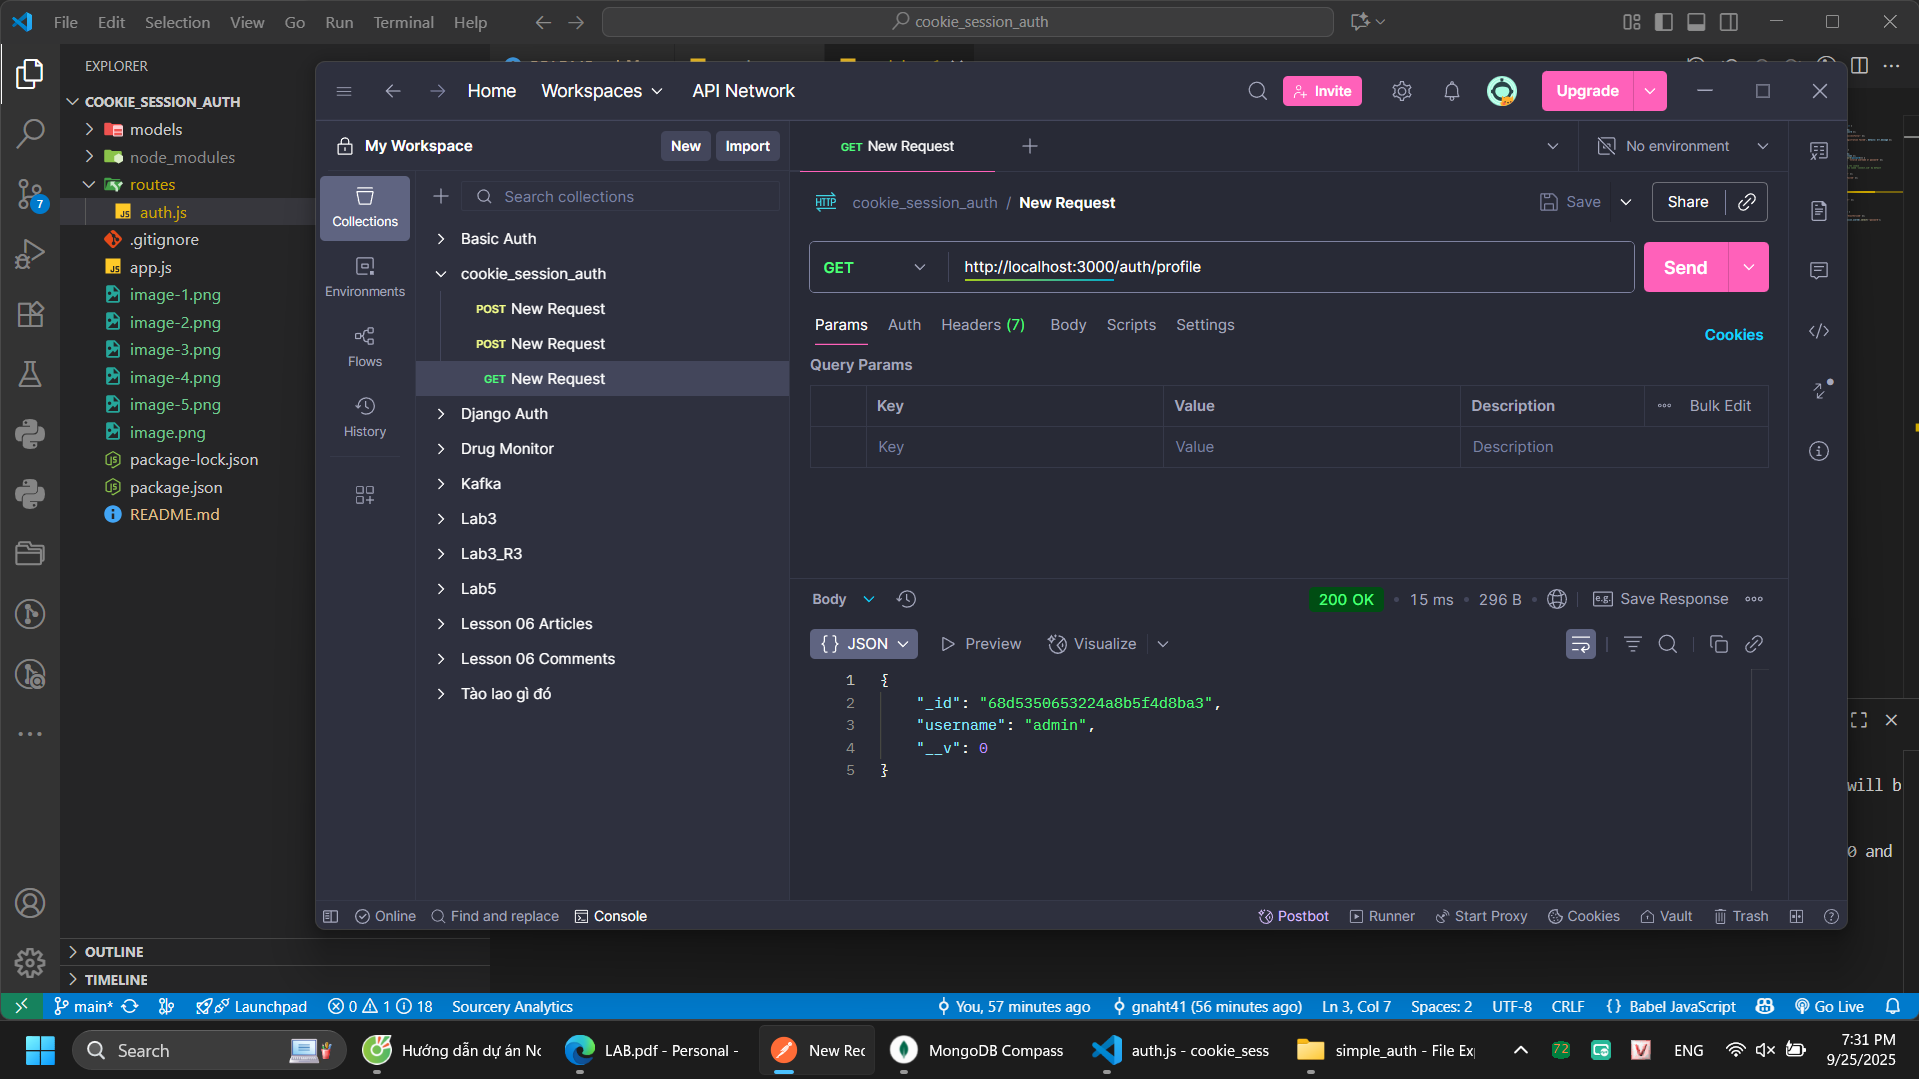 File Edit Selection View Go Run Terminal Help
cookie_session_auth
EXPLORER
COOKIE_SESSION_AUTH
models
node_modules
routes
auth.js
.gitignore
app.js
image-1.png
image-2.png
image-3.png
image-4.png
image-5.png
image.png
package-lock.json
package.json
README.md
OUTLINE
TIMELINE
7
Home Workspaces API Network
Invite
Upgrade
My Workspace
New Import
Collections
Environments
Flows
History
Search collections
Basic Auth
cookie_session_auth
POST New Request
POST New Request
GET New Request
Django Auth
Drug Monitor
Kafka
Lab3
Lab3_R3
Lab5
Lesson 06 Articles
Lesson 06 Comments
Tào lao gì đó
GET New Request
No environment
HTTP cookie_session_auth / New Request
Save
Share
GET http://localhost:3000/auth/profile
Send
Params Auth Headers (7) Body Scripts Settings
Cookies
Query Params
Key Value Description Bulk Edit
Key Value Description
Body
200 OK • 15 ms • 296 B
e.g. Save Response
{} JSON Preview Visualize
1 {
2 "_id": "68d5350653224a8b5f4d8ba3",
3 "username": "admin",
4 "__v": 0
5 }
will b
0 and
Online Find and replace Console
Postbot Runner Start Proxy Cookies Vault Trash
main* Launchpad 0 1 18 Sourcery Analytics
You, 57 minutes ago gnaht41 (56 minutes ago) Ln 3, Col 7 Spaces: 2 UTF-8 CRLF {} Babel JavaScript Go Live
Search
Hướng dẫn dự án No
LAB.pdf - Personal -
New Rec
MongoDB Compass
auth.js - cookie_sess
simple_auth - File Ex
72
ENG
7:31 PM
9/25/2025